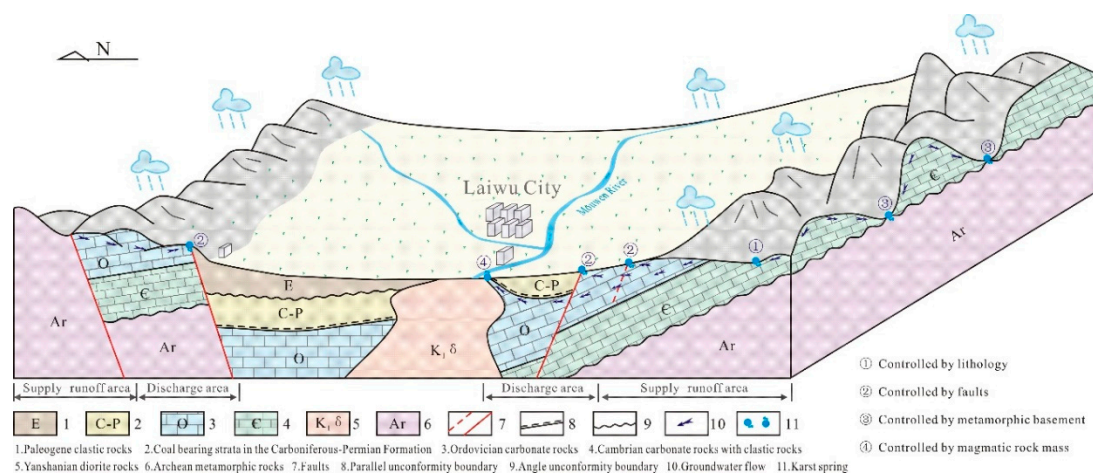 N
Laiwu City
Mouwen River
② ③ ③
④ ② ② ①
O E C-P Є
Є C-P O Є Ar
Ar Ar O K₁ δ Ar
Supply runoff area Discharge area Discharge area Supply runoff area
① Controlled by lithology
② Controlled by faults
③ Controlled by metamorphic basement
④ Controlled by magmatic rock mass
E 1 C-P 2 O 3 Є 4 K₁ δ 5 Ar 6 7 8 9 10 11
1.Paleogene clastic rocks 2.Coal bearing strata in the Carboniferous-Permian Formation 3.Ordovician carbonate rocks 4.Cambrian carbonate rocks with clastic rocks
5.Yanshanian diorite rocks 6.Archean metamorphic rocks 7.Faults 8.Parallel unconformity boundary 9.Angle unconformity boundary 10.Groundwater flow 11.Karst spring